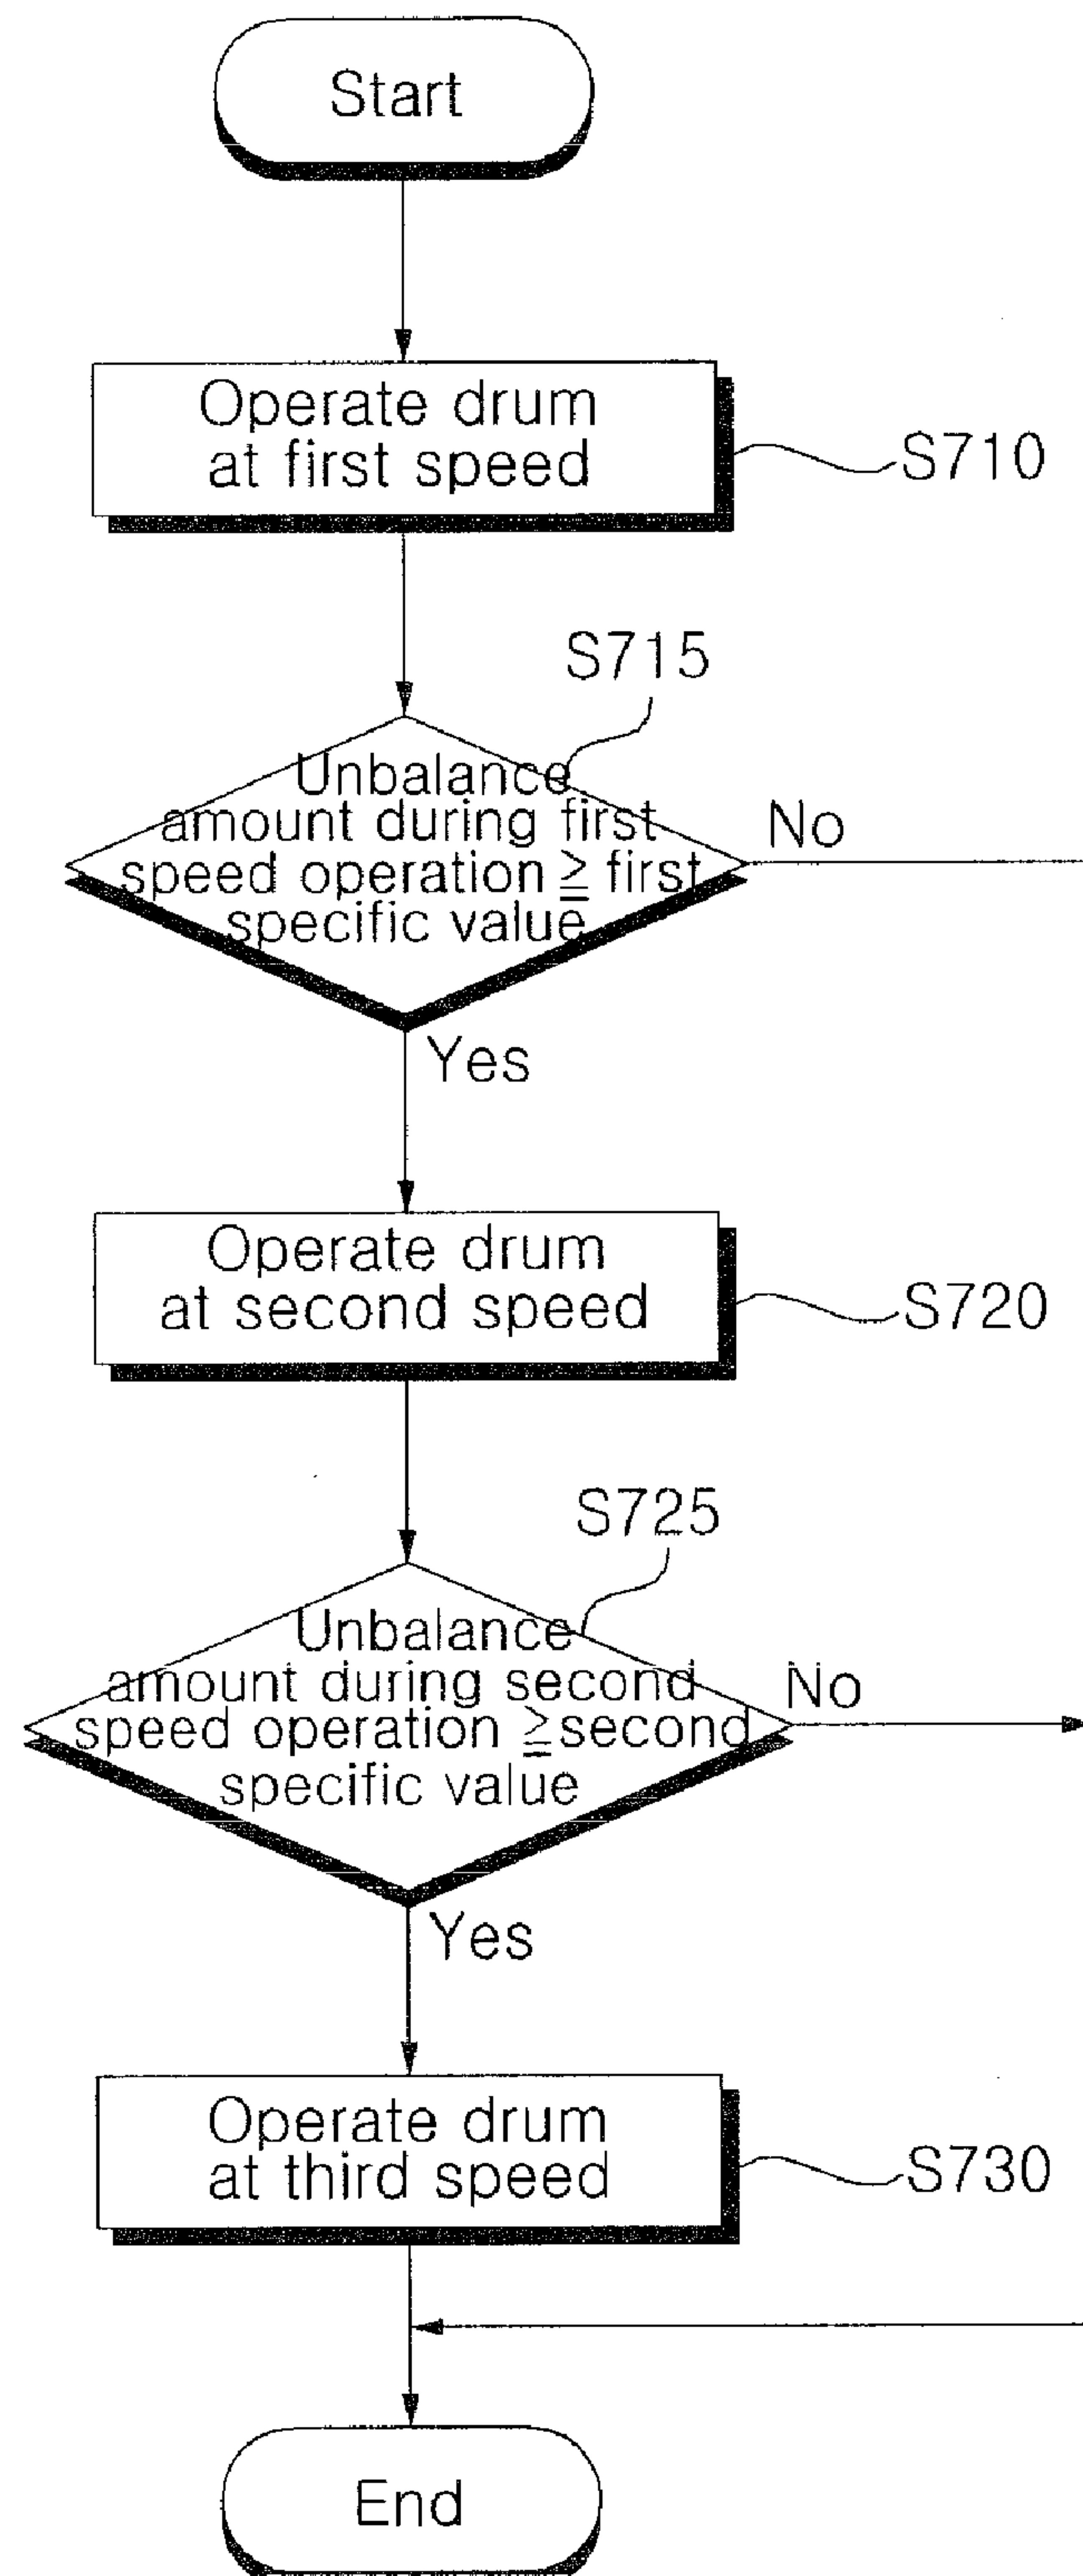 Start
Operate drum
at first speed
S710
S715
Unbalance
amount during first
speed operation ≧ first
specific value
No
Yes
Operate drum
at second speed
S720
S725
Unbalance
amount during second
speed operation ≧ second
specific value
No
Yes
Operate drum
at third speed
S730
End